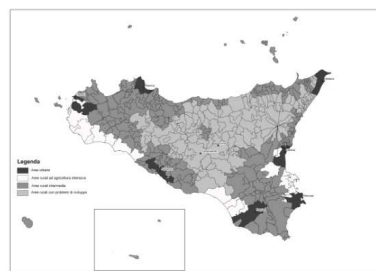 Legenda
Aree urbane
Aree rurali ad agricoltura intensiva
Aree rurali intermedie
Aree rurali con problemi di sviluppo